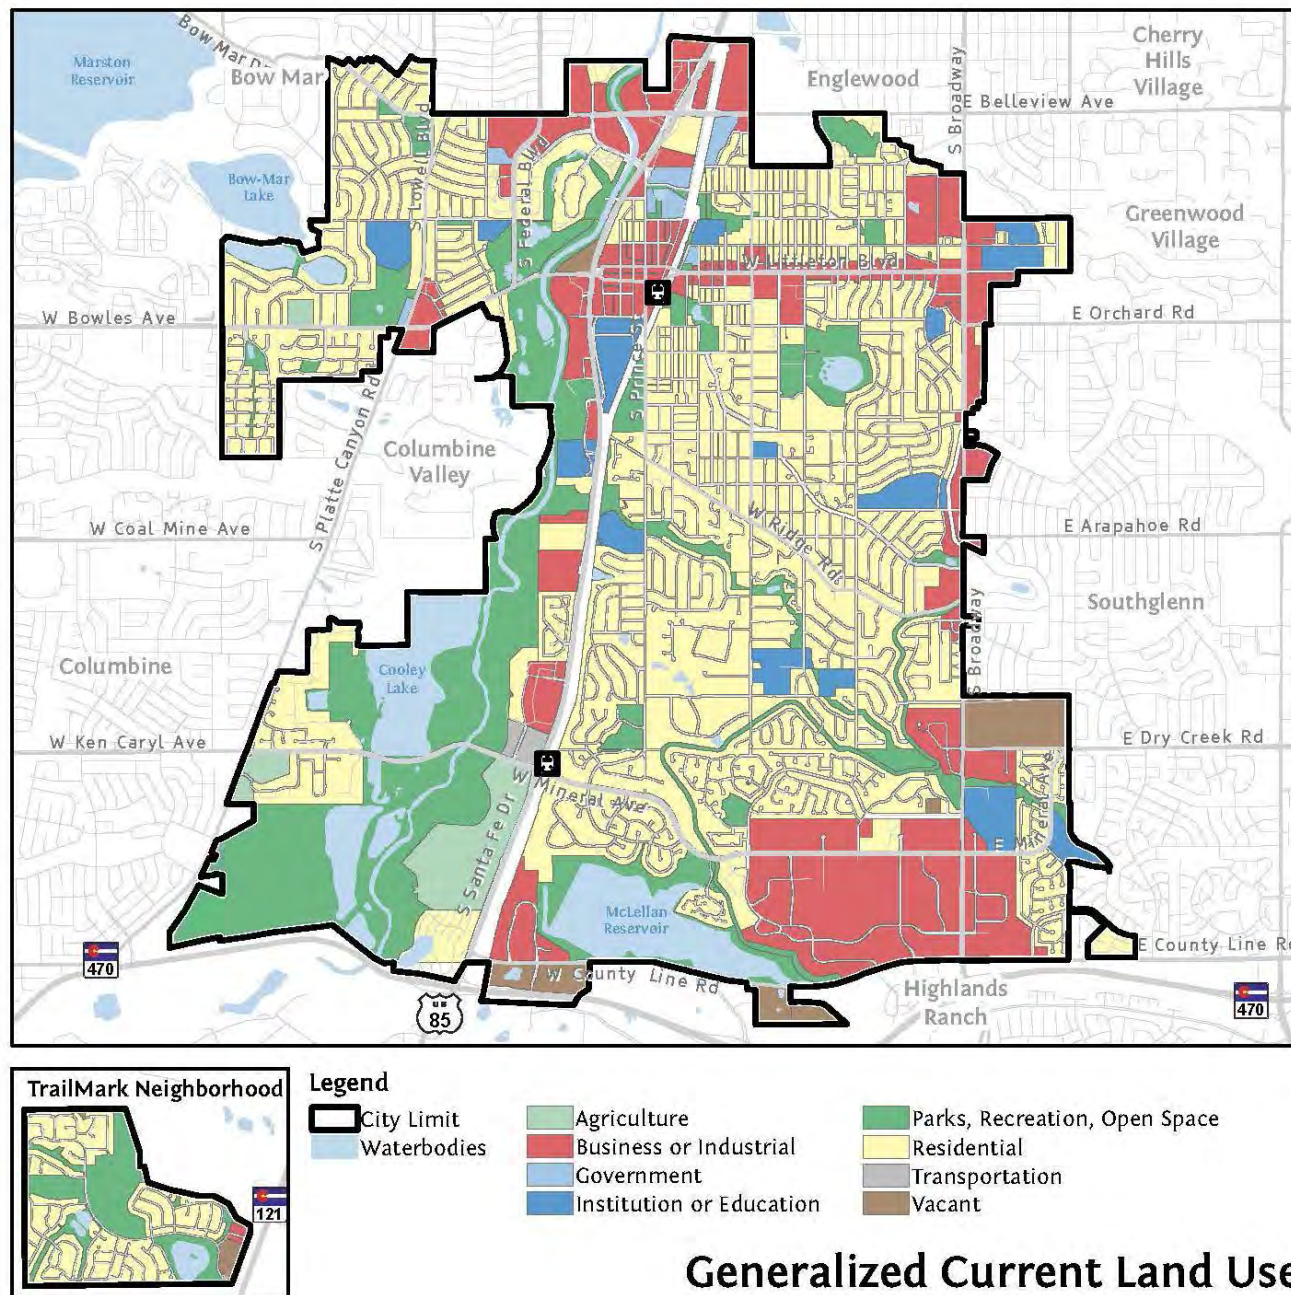 Bow Mar Dr
Marston
Reservoir
Bow Mar
Englewood
Cherry
Hills
Village
S Broadway
E Belleview Ave
S Lowell Blvd
S Federal Blvd
Bow-Mar
Lake
Greenwood
Village
W Littleton Blvd
W Bowles Ave
E Orchard Rd
S Prince St
S Platte Canyon Rd
Columbine
Valley
W Coal Mine Ave
W Ridge Rd
E Arapahoe Rd
Southglenn
S Broadway
Columbine
Cooley
Lake
W Ken Caryl Ave
E Dry Creek Rd
W Mineral Ave
S Santa Fe Dr
E Mineral Ave
McLellan
Reservoir
E County Line Rd
W County Line Rd
470
US
85
Highlands
Ranch
470
TrailMark Neighborhood
121
Legend
City Limit
Waterbodies
Agriculture
Business or Industrial
Government
Institution or Education
Parks, Recreation, Open Space
Residential
Transportation
Vacant
Generalized Current Land Use